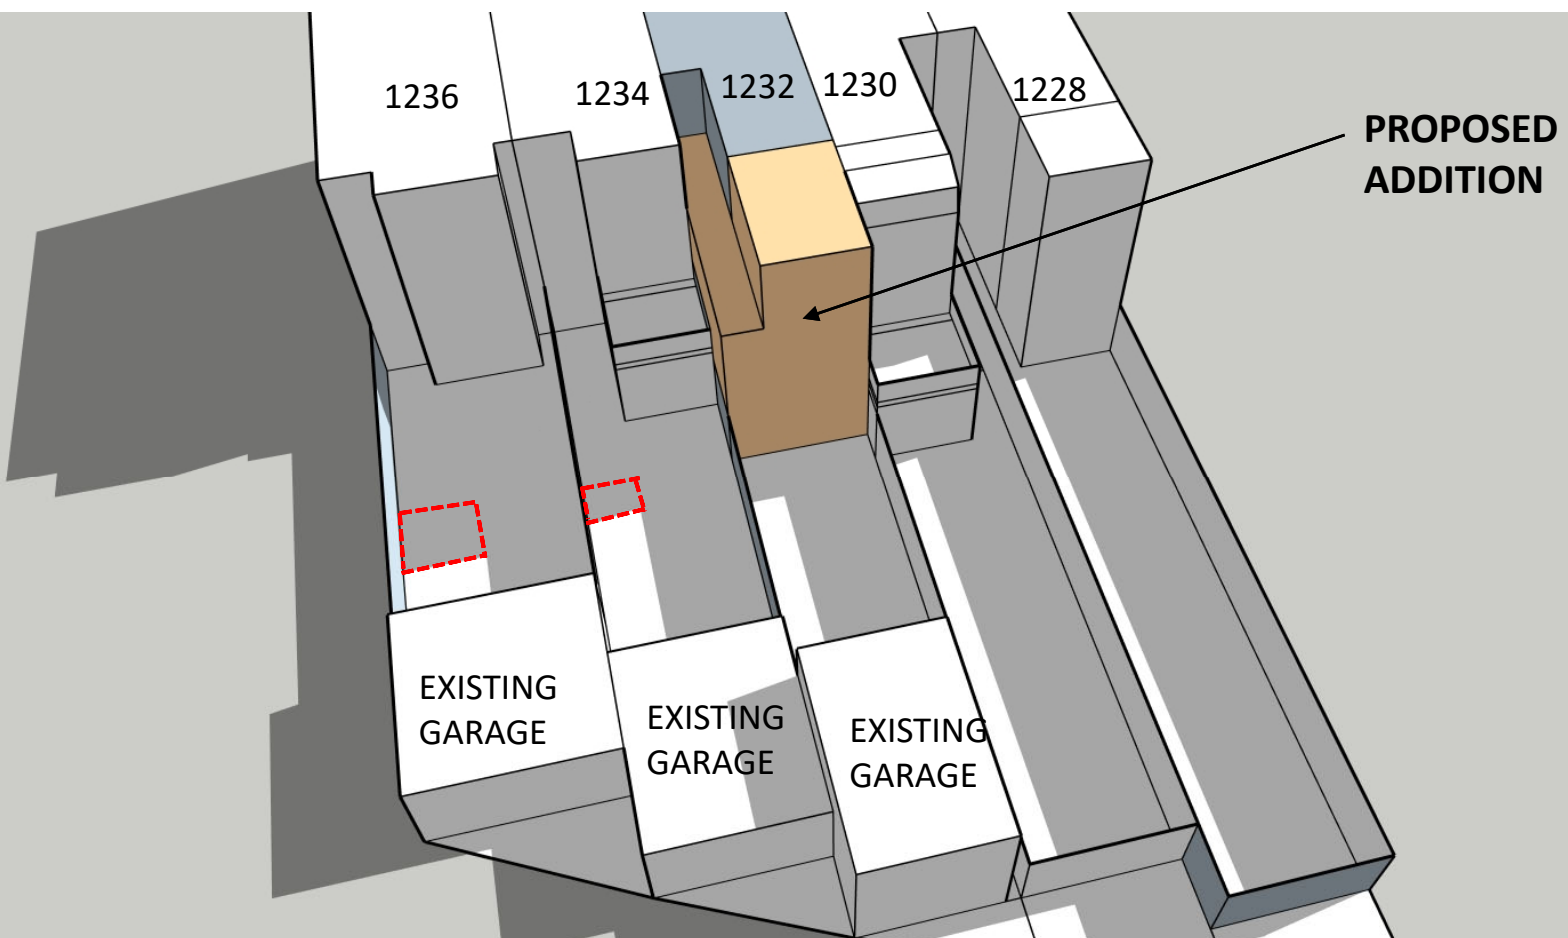 1236
1234
1232
1230
1228
PROPOSED
ADDITION
EXISTING
GARAGE
EXISTING
GARAGE
EXISTING
GARAGE